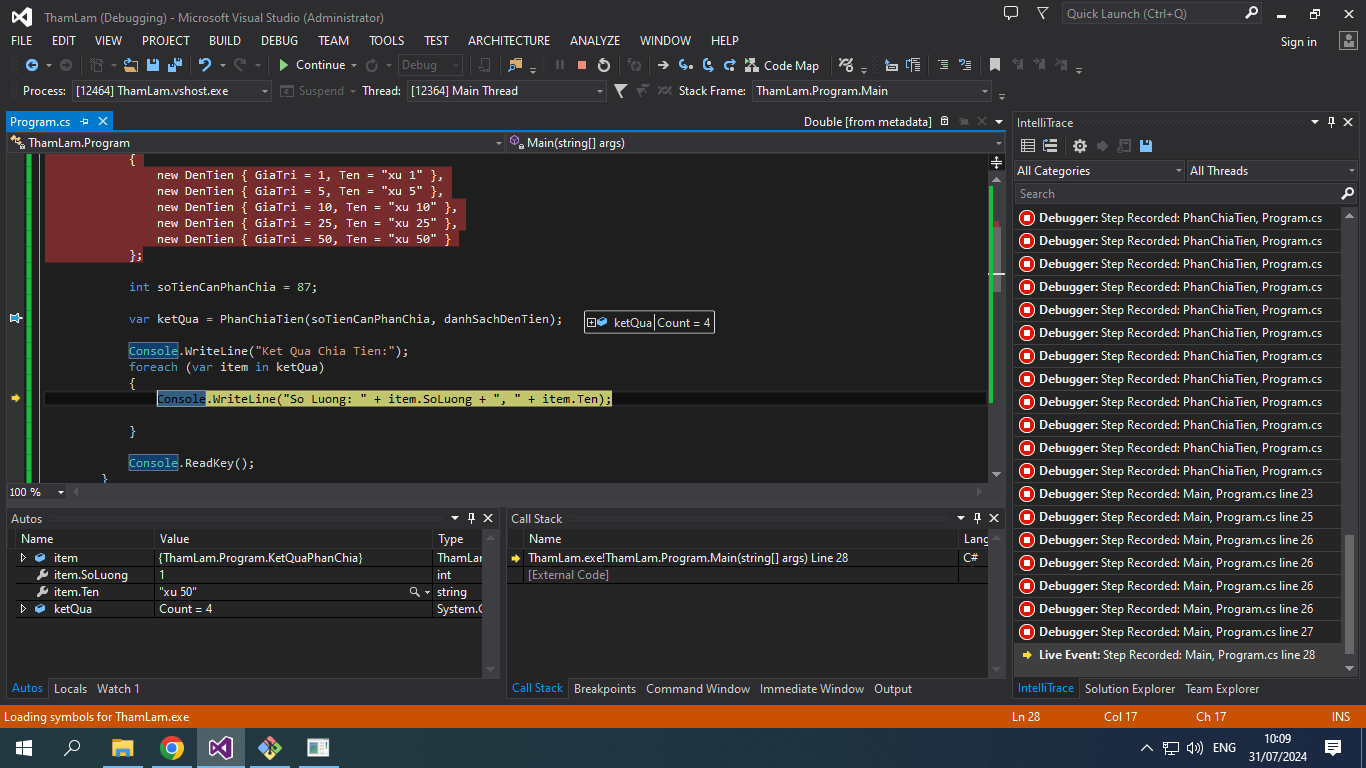 ThamLam (Debugging) - Microsoft Visual Studio (Administrator)
Quick Launch (Ctrl+Q)
FILE EDIT VIEW PROJECT BUILD DEBUG TEAM TOOLS TEST ARCHITECTURE ANALYZE WINDOW HELP
Sign in
Continue Debug Code Map
Process: [12464] ThamLam.vshost.exe Suspend Thread: [12364] Main Thread Stack Frame: ThamLam.Program.Main
Program.cs
Double [from metadata]
ThamLam.Program
Main(string[] args)
{
new DenTien { GiaTri = 1, Ten = "xu 1" },
new DenTien { GiaTri = 5, Ten = "xu 5" },
new DenTien { GiaTri = 10, Ten = "xu 10" },
new DenTien { GiaTri = 25, Ten = "xu 25" },
new DenTien { GiaTri = 50, Ten = "xu 50" }
};
int soTienCanPhanChia = 87;
var ketQua = PhanChiaTien(soTienCanPhanChia, danhSachDenTien);
ketQua Count = 4
Console.WriteLine("Ket Qua Chia Tien:");
foreach (var item in ketQua)
{
Console.WriteLine("So Luong: " + item.SoLuong + ", " + item.Ten);
}
Console.ReadKey();
}
100 %
Autos
Name Value Type
item {ThamLam.Program.KetQuaPhanChia} ThamLar
item.SoLuong 1 int
item.Ten "xu 50" string
ketQua Count = 4 System.C
Autos Locals Watch 1
Call Stack
Name Lang
ThamLam.exe!ThamLam.Program.Main(string[] args) Line 28 C#
[External Code]
Call Stack Breakpoints Command Window Immediate Window Output
IntelliTrace
All Categories All Threads
Search
Debugger: Step Recorded: PhanChiaTien, Program.cs
Debugger: Step Recorded: PhanChiaTien, Program.cs
Debugger: Step Recorded: PhanChiaTien, Program.cs
Debugger: Step Recorded: PhanChiaTien, Program.cs
Debugger: Step Recorded: PhanChiaTien, Program.cs
Debugger: Step Recorded: PhanChiaTien, Program.cs
Debugger: Step Recorded: PhanChiaTien, Program.cs
Debugger: Step Recorded: PhanChiaTien, Program.cs
Debugger: Step Recorded: PhanChiaTien, Program.cs
Debugger: Step Recorded: PhanChiaTien, Program.cs
Debugger: Step Recorded: PhanChiaTien, Program.cs
Debugger: Step Recorded: PhanChiaTien, Program.cs
Debugger: Step Recorded: Main, Program.cs line 23
Debugger: Step Recorded: Main, Program.cs line 25
Debugger: Step Recorded: Main, Program.cs line 26
Debugger: Step Recorded: Main, Program.cs line 26
Debugger: Step Recorded: Main, Program.cs line 26
Debugger: Step Recorded: Main, Program.cs line 26
Debugger: Step Recorded: Main, Program.cs line 27
Live Event: Step Recorded: Main, Program.cs line 28
IntelliTrace Solution Explorer Team Explorer
Loading symbols for ThamLam.exe
Ln 28 Col 17 Ch 17 INS
ENG
10:09
31/07/2024